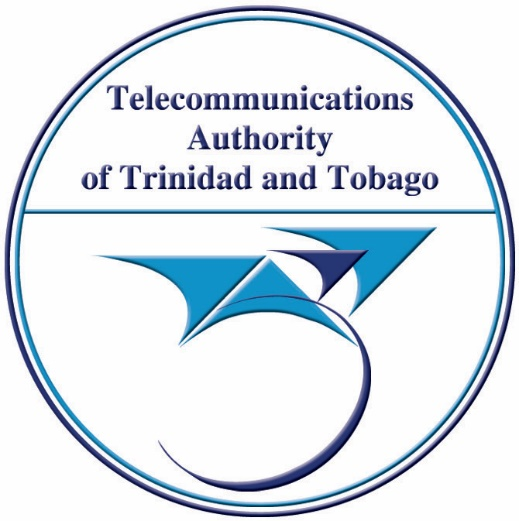 Telecommunications
Authority
of Trinidad and Tobago